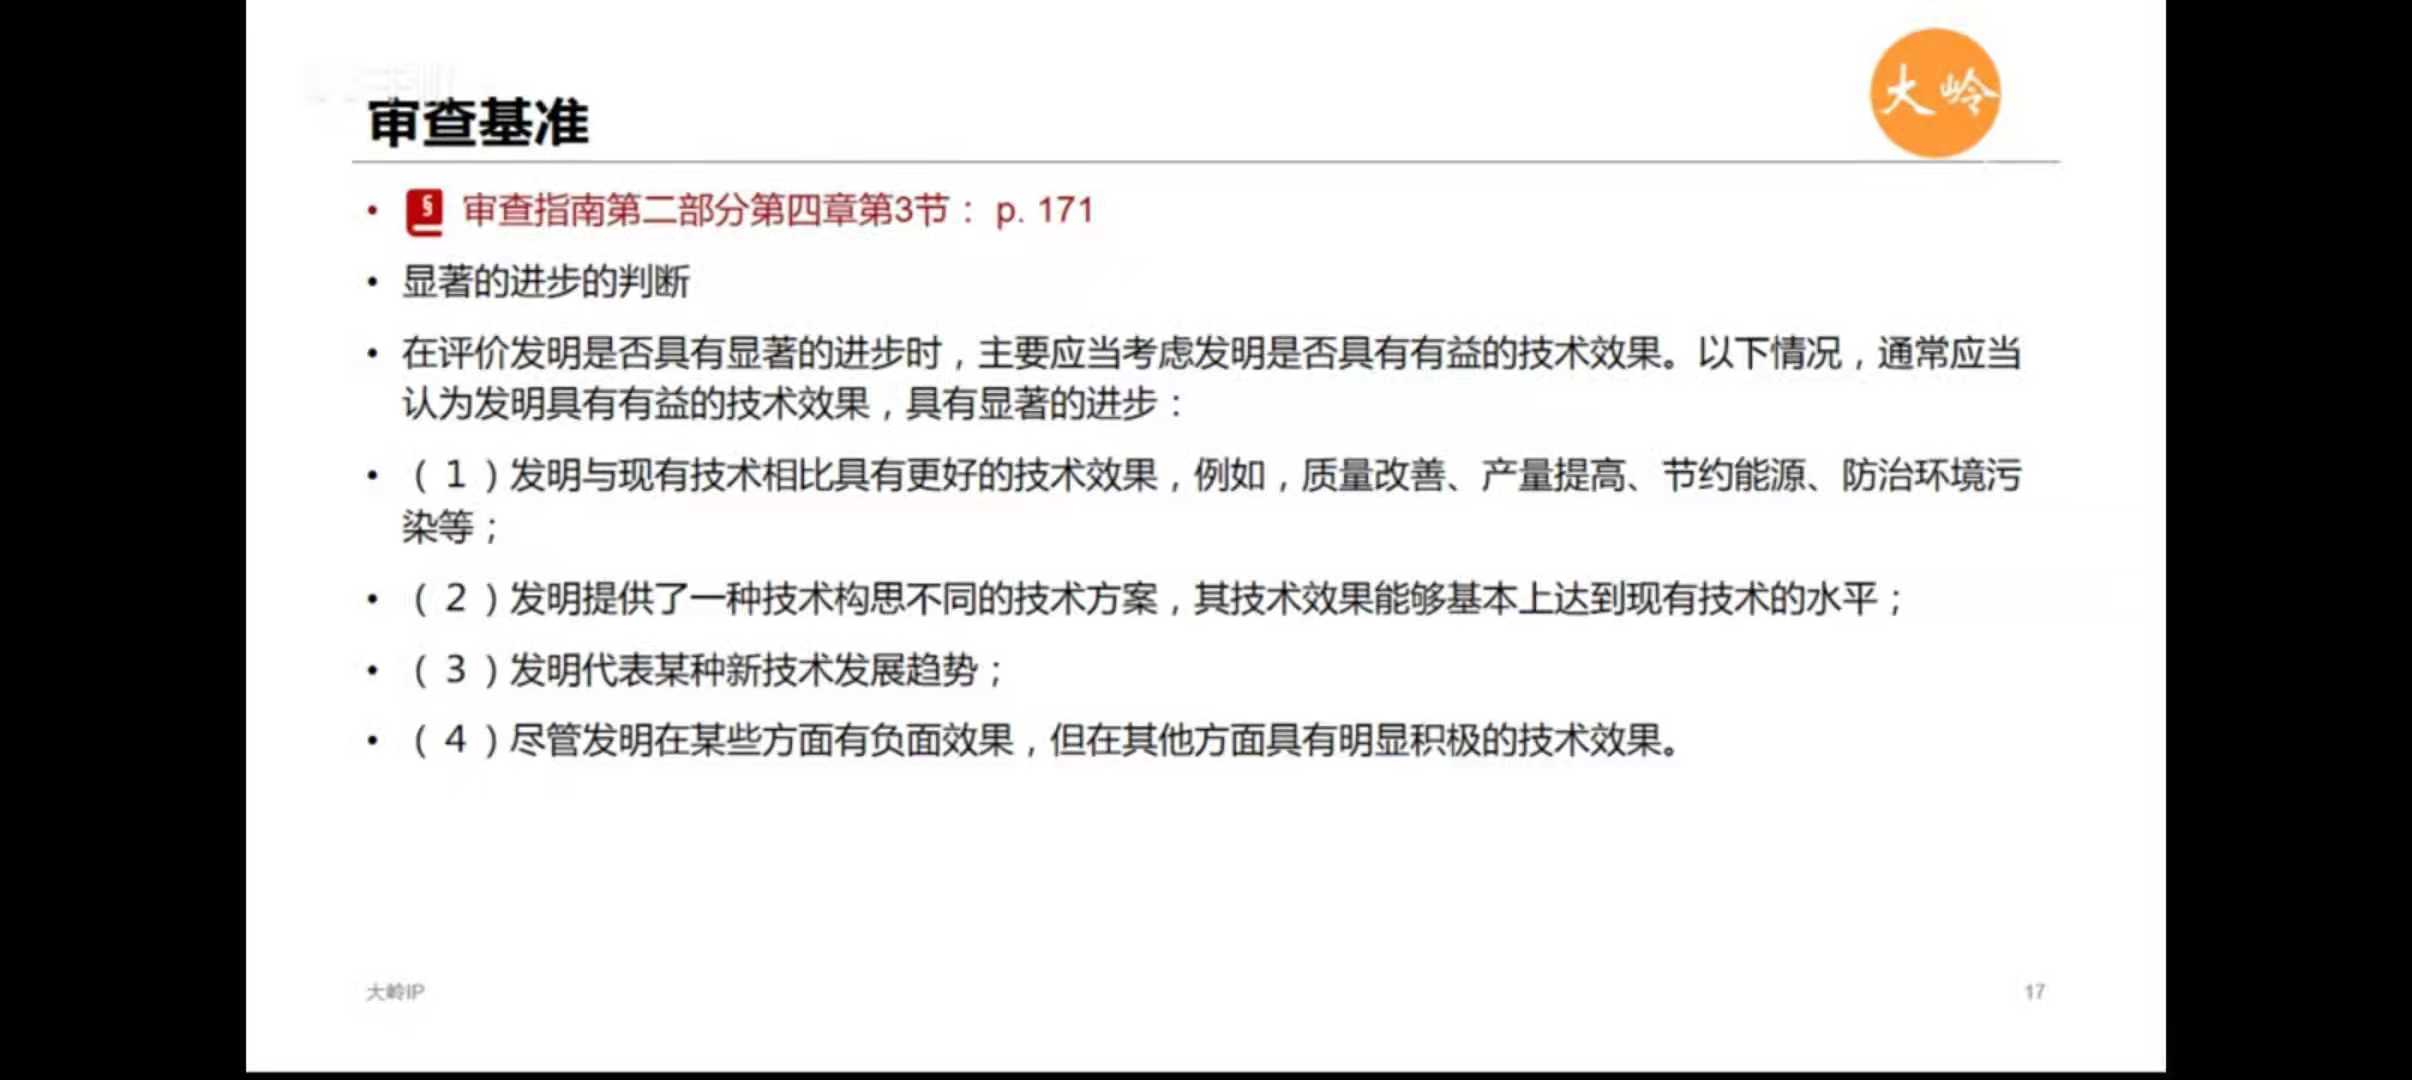 大岭
审查基准
• § 审查指南第二部分第四章第3节： p. 171
• 显著的进步的判断
• 在评价发明是否具有显著的进步时，主要应当考虑发明是否具有有益的技术效果。以下情况，通常应当
认为发明具有有益的技术效果，具有显著的进步：
• （1）发明与现有技术相比具有更好的技术效果，例如，质量改善、产量提高、节约能源、防治环境污
染等；
• （2）发明提供了一种技术构思不同的技术方案，其技术效果能够基本上达到现有技术的水平；
• （3）发明代表某种新技术发展趋势；
• （4）尽管发明在某些方面有负面效果，但在其他方面具有明显积极的技术效果。
大岭IP
17